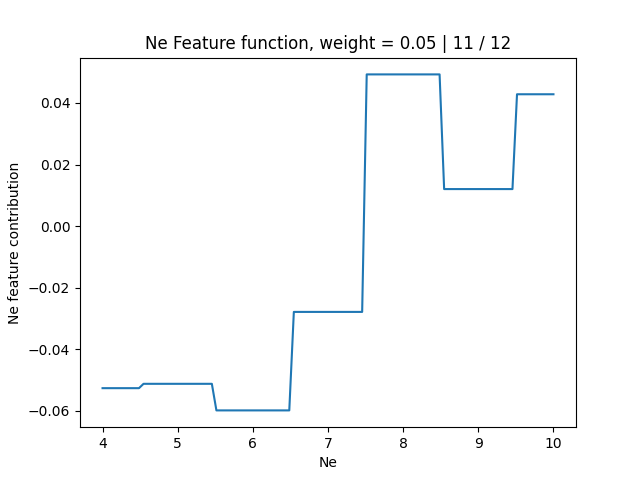 Ne Feature function, weight = 0.05 | 11 / 12
Ne feature contribution
0.04
0.02
0.00
−0.02
−0.04
−0.06
4 5 6 7 8 9 10
Ne